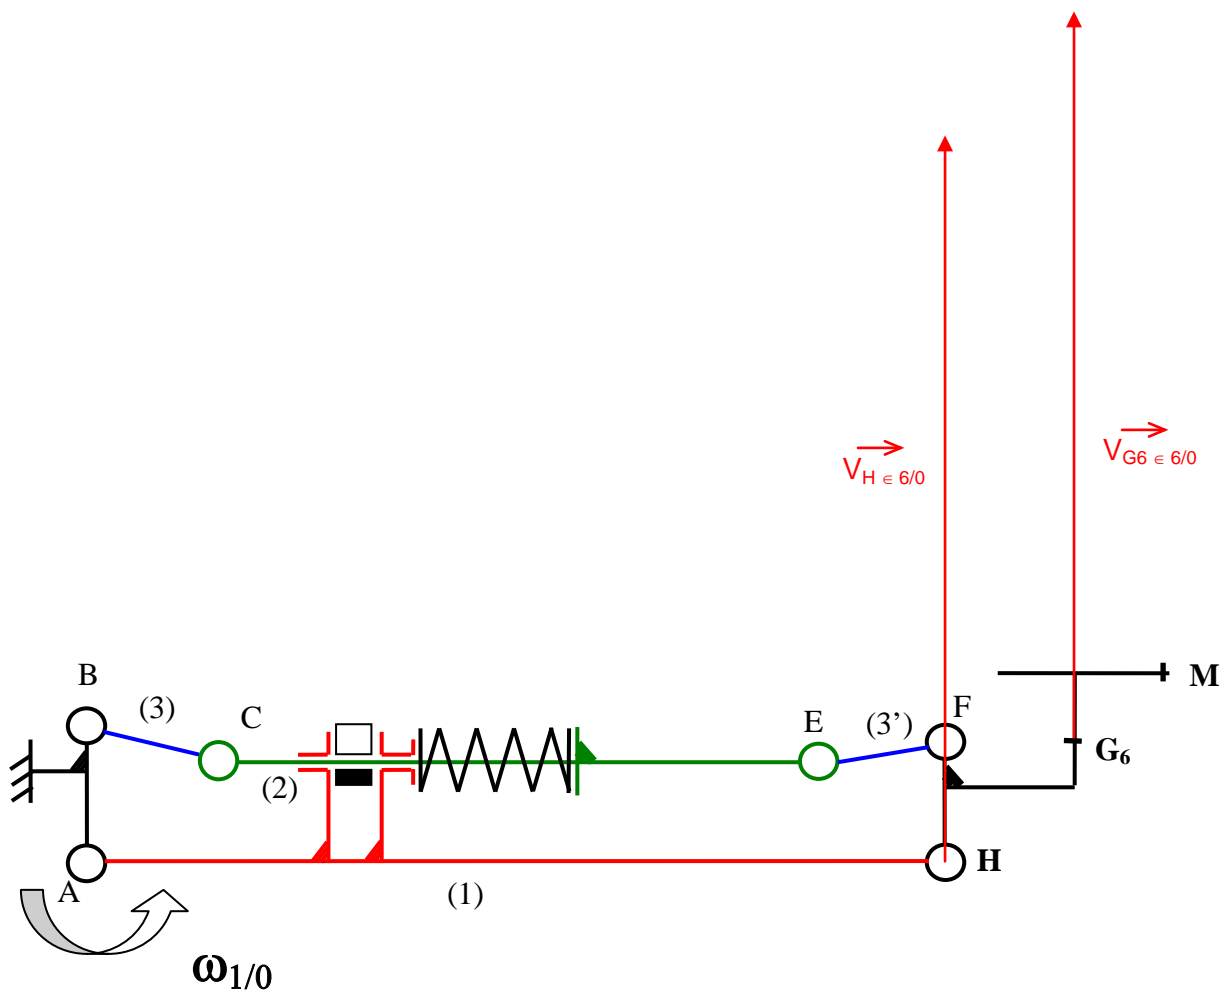 V H ∈ 6/0
V G6 ∈ 6/0
B
(3)
C
E
(3’)
F
M
G6
(2)
H
A
(1)
ω1/0